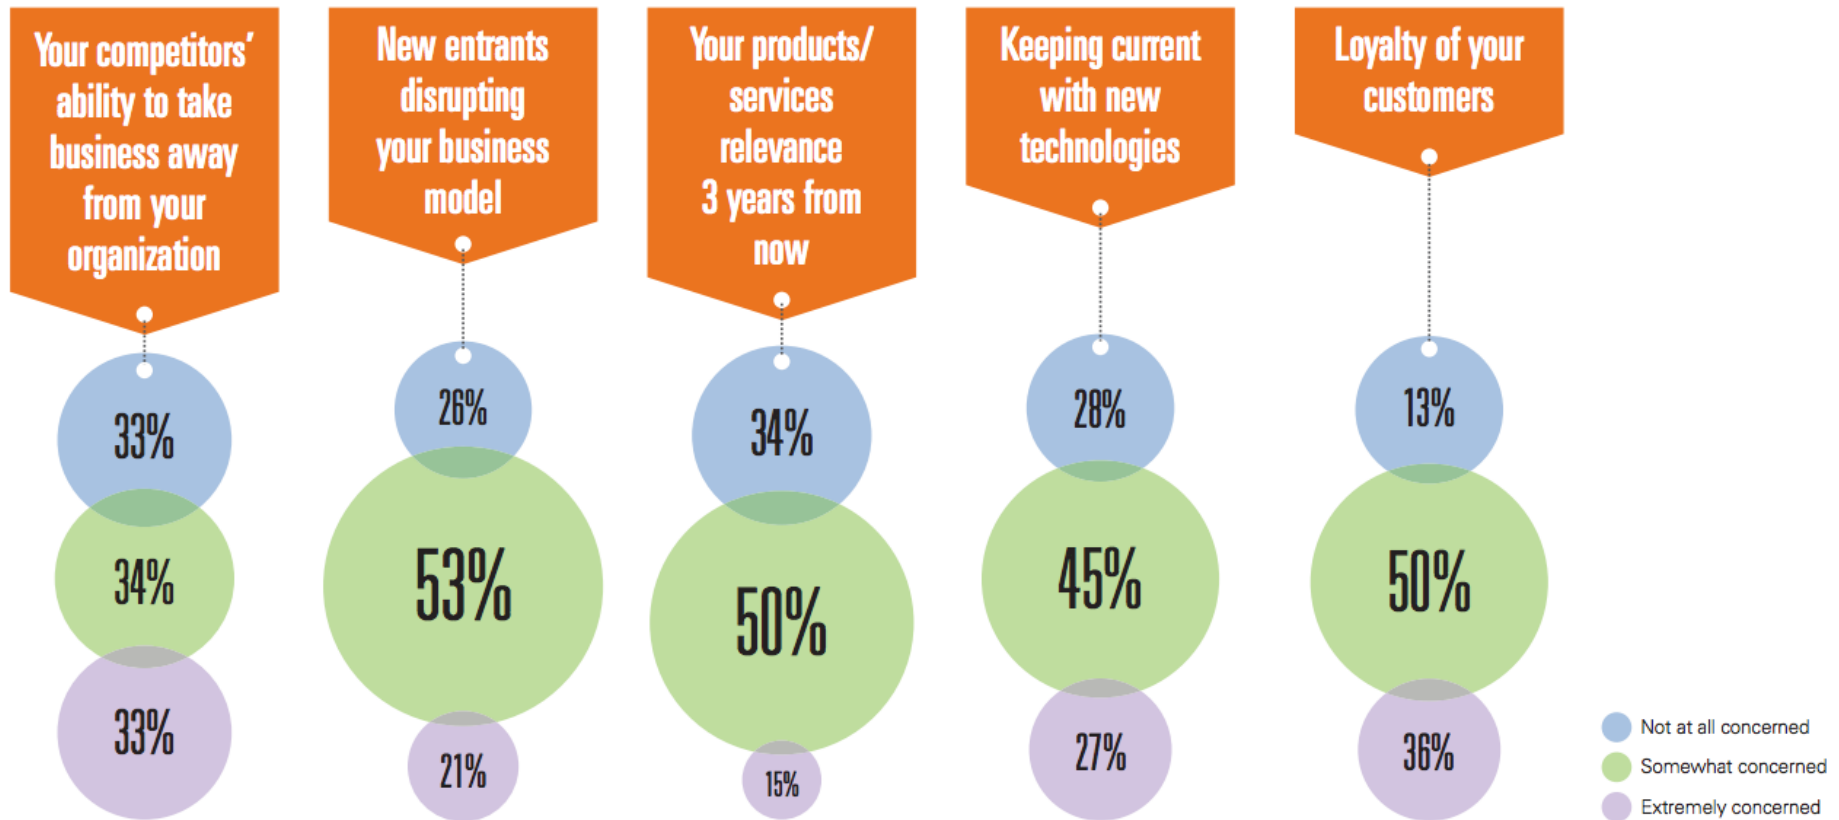 Your competitors'
ability to take
business away
from your
organization
33%
34%
33%
New entrants
disrupting
your business
model
26%
53%
21%
Your products/
services
relevance
3 years from
now
34%
50%
15%
Keeping current
with new
technologies
28%
45%
27%
Loyalty of your
customers
13%
50%
36%
Not at all concerned
Somewhat concerned
Extremely concerned